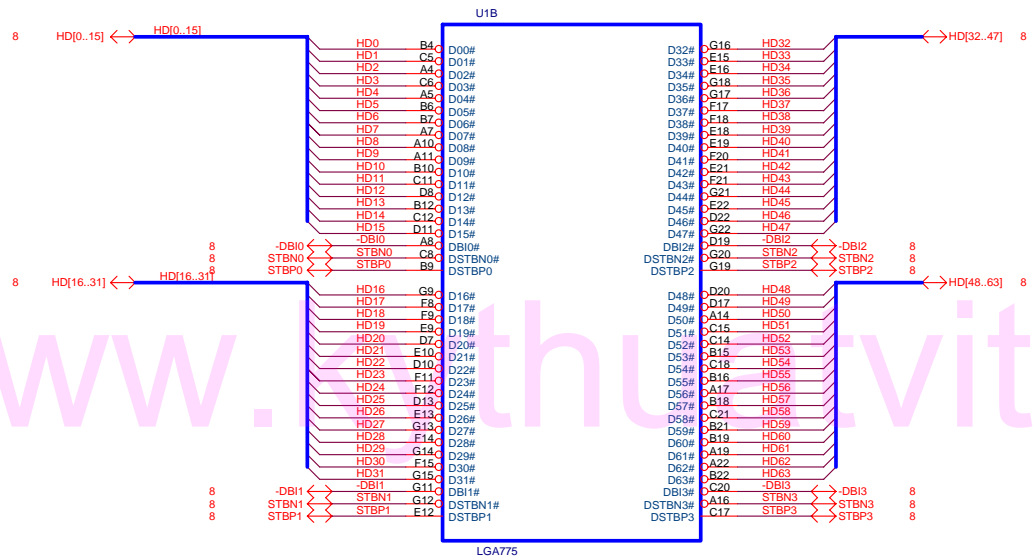 U1B
8 HD[0..15] HD[0..15] HD[32..47] 8
HD0 B4 D00# D32# G16 HD32
HD1 C5 D01# D33# E15 HD33
HD2 A4 D02# D34# E16 HD34
HD3 C6 D03# D35# G18 HD35
HD4 A5 D04# D36# G17 HD36
HD5 B6 D05# D37# F17 HD37
HD6 B7 D06# D38# F18 HD38
HD7 A7 D07# D39# E18 HD39
HD8 A10 D08# D40# E19 HD40
HD9 A11 D09# D41# F20 HD41
HD10 B10 D10# D42# E21 HD42
HD11 C11 D11# D43# F21 HD43
HD12 D8 D12# D44# G21 HD44
HD13 B12 D13# D45# E22 HD45
HD14 C12 D14# D46# D22 HD46
HD15 D11 D15# D47# G22 HD47
8 -DBI0 -DBI0 A8 DBI0# DBI2# D19 -DBI2 -DBI2 8
8 STBN0 STBN0 C8 DSTBN0# DSTBN2# G20 STBN2 STBN2 8
8 STBP0 STBP0 B9 DSTBP0 DSTBP2 G19 STBP2 STBP2 8
8 HD[16..31] HD[16..31] HD[48..63] 8
HD16 G9 D16# D48# D20 HD48
HD17 F8 D17# D49# D17 HD49
HD18 F9 D18# D50# A14 HD50
HD19 E9 D19# D51# C15 HD51
HD20 D7 D20# D52# C14 HD52
HD21 E10 D21# D53# B15 HD53
HD22 D10 D22# D54# C18 HD54
HD23 F11 D23# D55# B16 HD55
HD24 F12 D24# D56# A17 HD56
HD25 D13 D25# D57# B18 HD57
HD26 E13 D26# D58# C21 HD58
HD27 G13 D27# D59# B21 HD59
HD28 F14 D28# D60# B19 HD60
HD29 G14 D29# D61# A19 HD61
HD30 F15 D30# D62# A22 HD62
HD31 G15 D31# D63# B22 HD63
8 -DBI1 -DBI1 G11 DBI1# DBI3# C20 -DBI3 -DBI3 8
8 STBN1 STBN1 G12 DSTBN1# DSTBN3# A16 STBN3 STBN3 8
8 STBP1 STBP1 E12 DSTBP1 DSTBP3 C17 STBP3 STBP3 8
LGA775
ww.kythuatvit